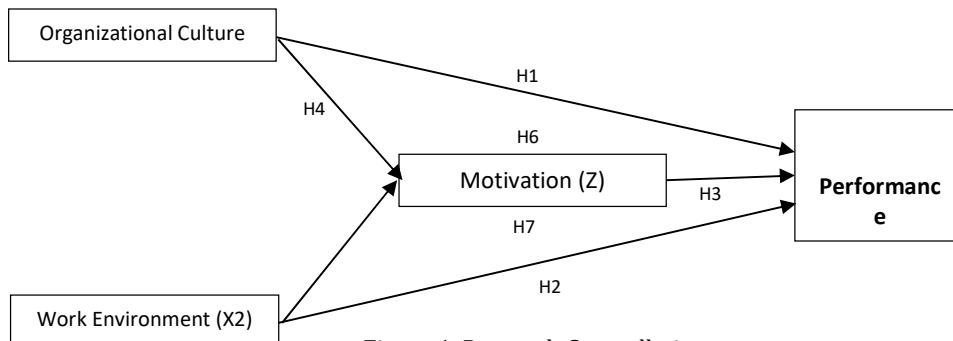 Organizational Culture
H1
H4
H6
Motivation (Z)
H3
Performanc
e
H7
H2
Work Environment (X2)